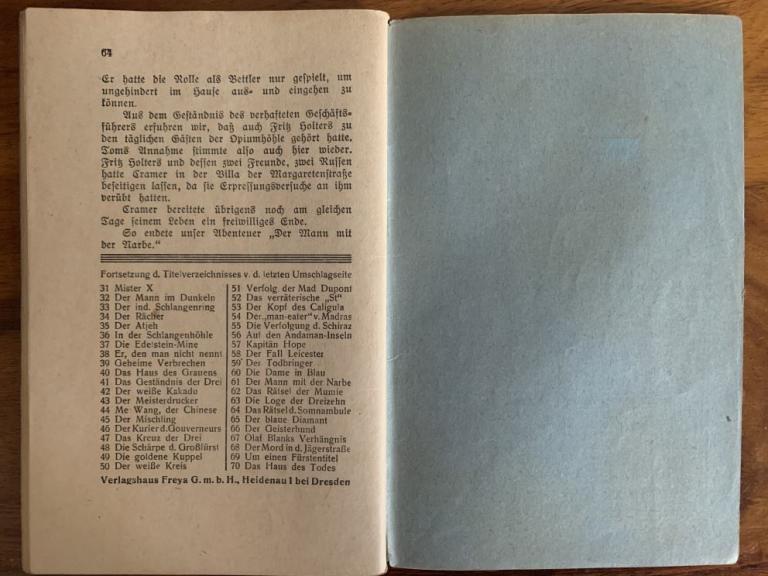 64
Er hatte die Rolle als Bettler nur gespielt, um
ungehindert im Hause aus- und eingehen zu
können.
Aus dem Geständnis des verhafteten Geschäfts-
führers erfuhren wir, daß auch Fritz Holters zu
den täglichen Gästen der Opiumhöhle gehört hatte.
Toms Annahme stimmte also auch hier wieder.
Fritz Holters und dessen zwei Freunde, zwei Russen
hatte Cramer in der Villa der Margaretenstraße
beseitigen lassen, da sie Erpressungsversuche an ihm
verübt hatten.
Cramer bereitete übrigens noch am gleichen
Tage seinem Leben ein freiwilliges Ende.
So endete unser Abenteuer „Der Mann mit
der Narbe.“
Fortsetzung d. Titelverzeichnisses v. d. letzten Umschlagseite
31 Mister X
32 Der Mann im Dunkeln
33 Der ind. Schlangenring
34 Der Rächer
35 Der Atjeh
36 In der Schlangenhöhle
37 Die Edelstein-Mine
38 Er, den man nicht nennt
39 Geheime Verbrechen
40 Das Haus des Grauens
41 Das Geständnis der Drei
42 Der weiße Kakadu
43 Der Meisterdrucker
44 Me Wang, der Chinese
45 Der Mischling
46 Der Kurier d. Gouverneurs
47 Das Kreuz der Drei
48 Die Schärpe d. Großfürst
49 Die goldene Kuppel
50 Der weiße Kreis
51 Verfolg der Mad Dupont
52 Das verräterische „St“
53 Der Kopf des Caligula
54 Der „man-eater“ v. Madras
55 Die Verfolgung d. Schiraz
56 Auf den Andaman-Inseln
57 Kapitän Hope
58 Der Fall Leicester
59 Der Todbringer
60 Die Dame in Blau
61 Der Mann mit der Narbe
62 Das Rätsel der Mumie
63 Die Loge der Dreizehn
64 Das Rätsel d. Somnambule
65 Der blaue Diamant
66 Der Geisterhund
67 Olaf Blanks Verhängnis
68 Der Mord in d. Jägerstraße
69 Um einen Fürstentitel
70 Das Haus des Todes
Verlagshaus Freya G. m. b. H., Heidenau I bei Dresden